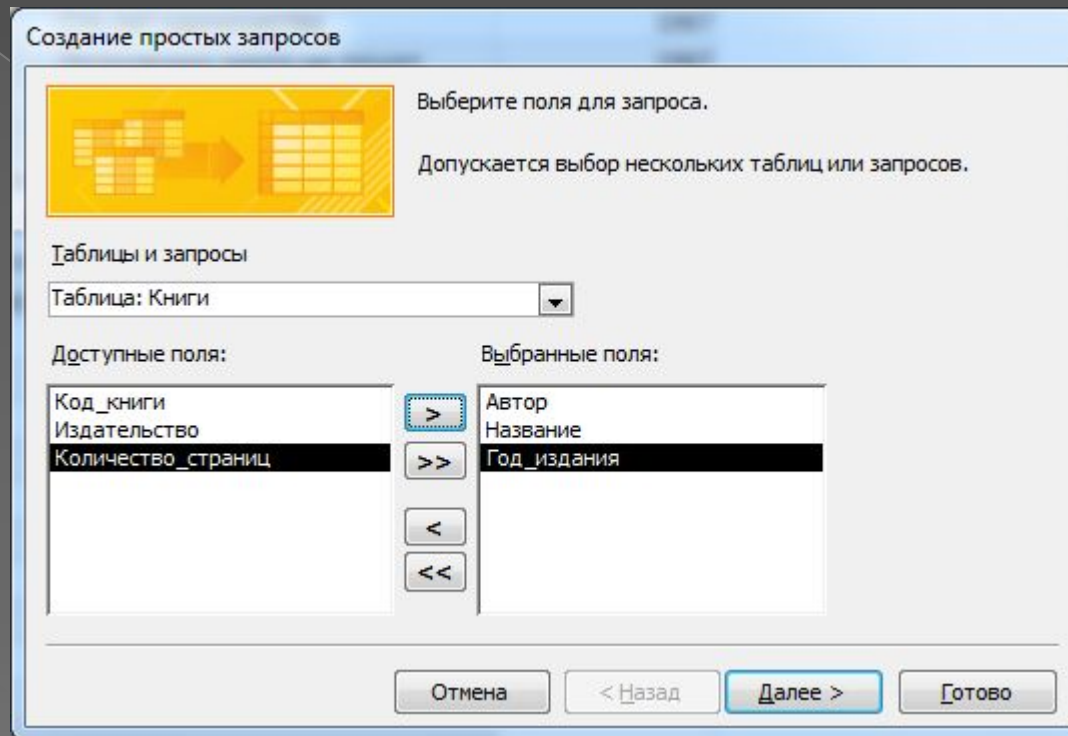 Создание простых запросов
Выберите поля для запроса.
Допускается выбор нескольких таблиц или запросов.
Таблицы и запросы
Таблица: Книги
Доступные поля:
Выбранные поля:
Код_книги
Издательство
Количество_страниц
>
>>
<
<<
Автор
Название
Год_издания
Отмена
< Назад
Далее >
Готово